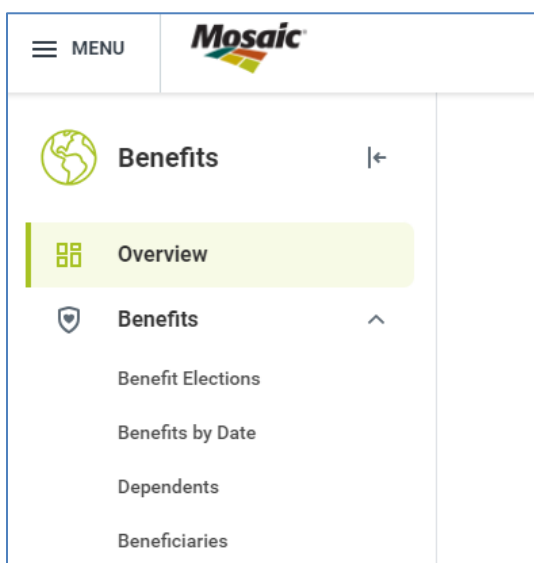 MENU
Mosaic
Benefits
Overview
Benefits
Benefit Elections
Benefits by Date
Dependents
Beneficiaries